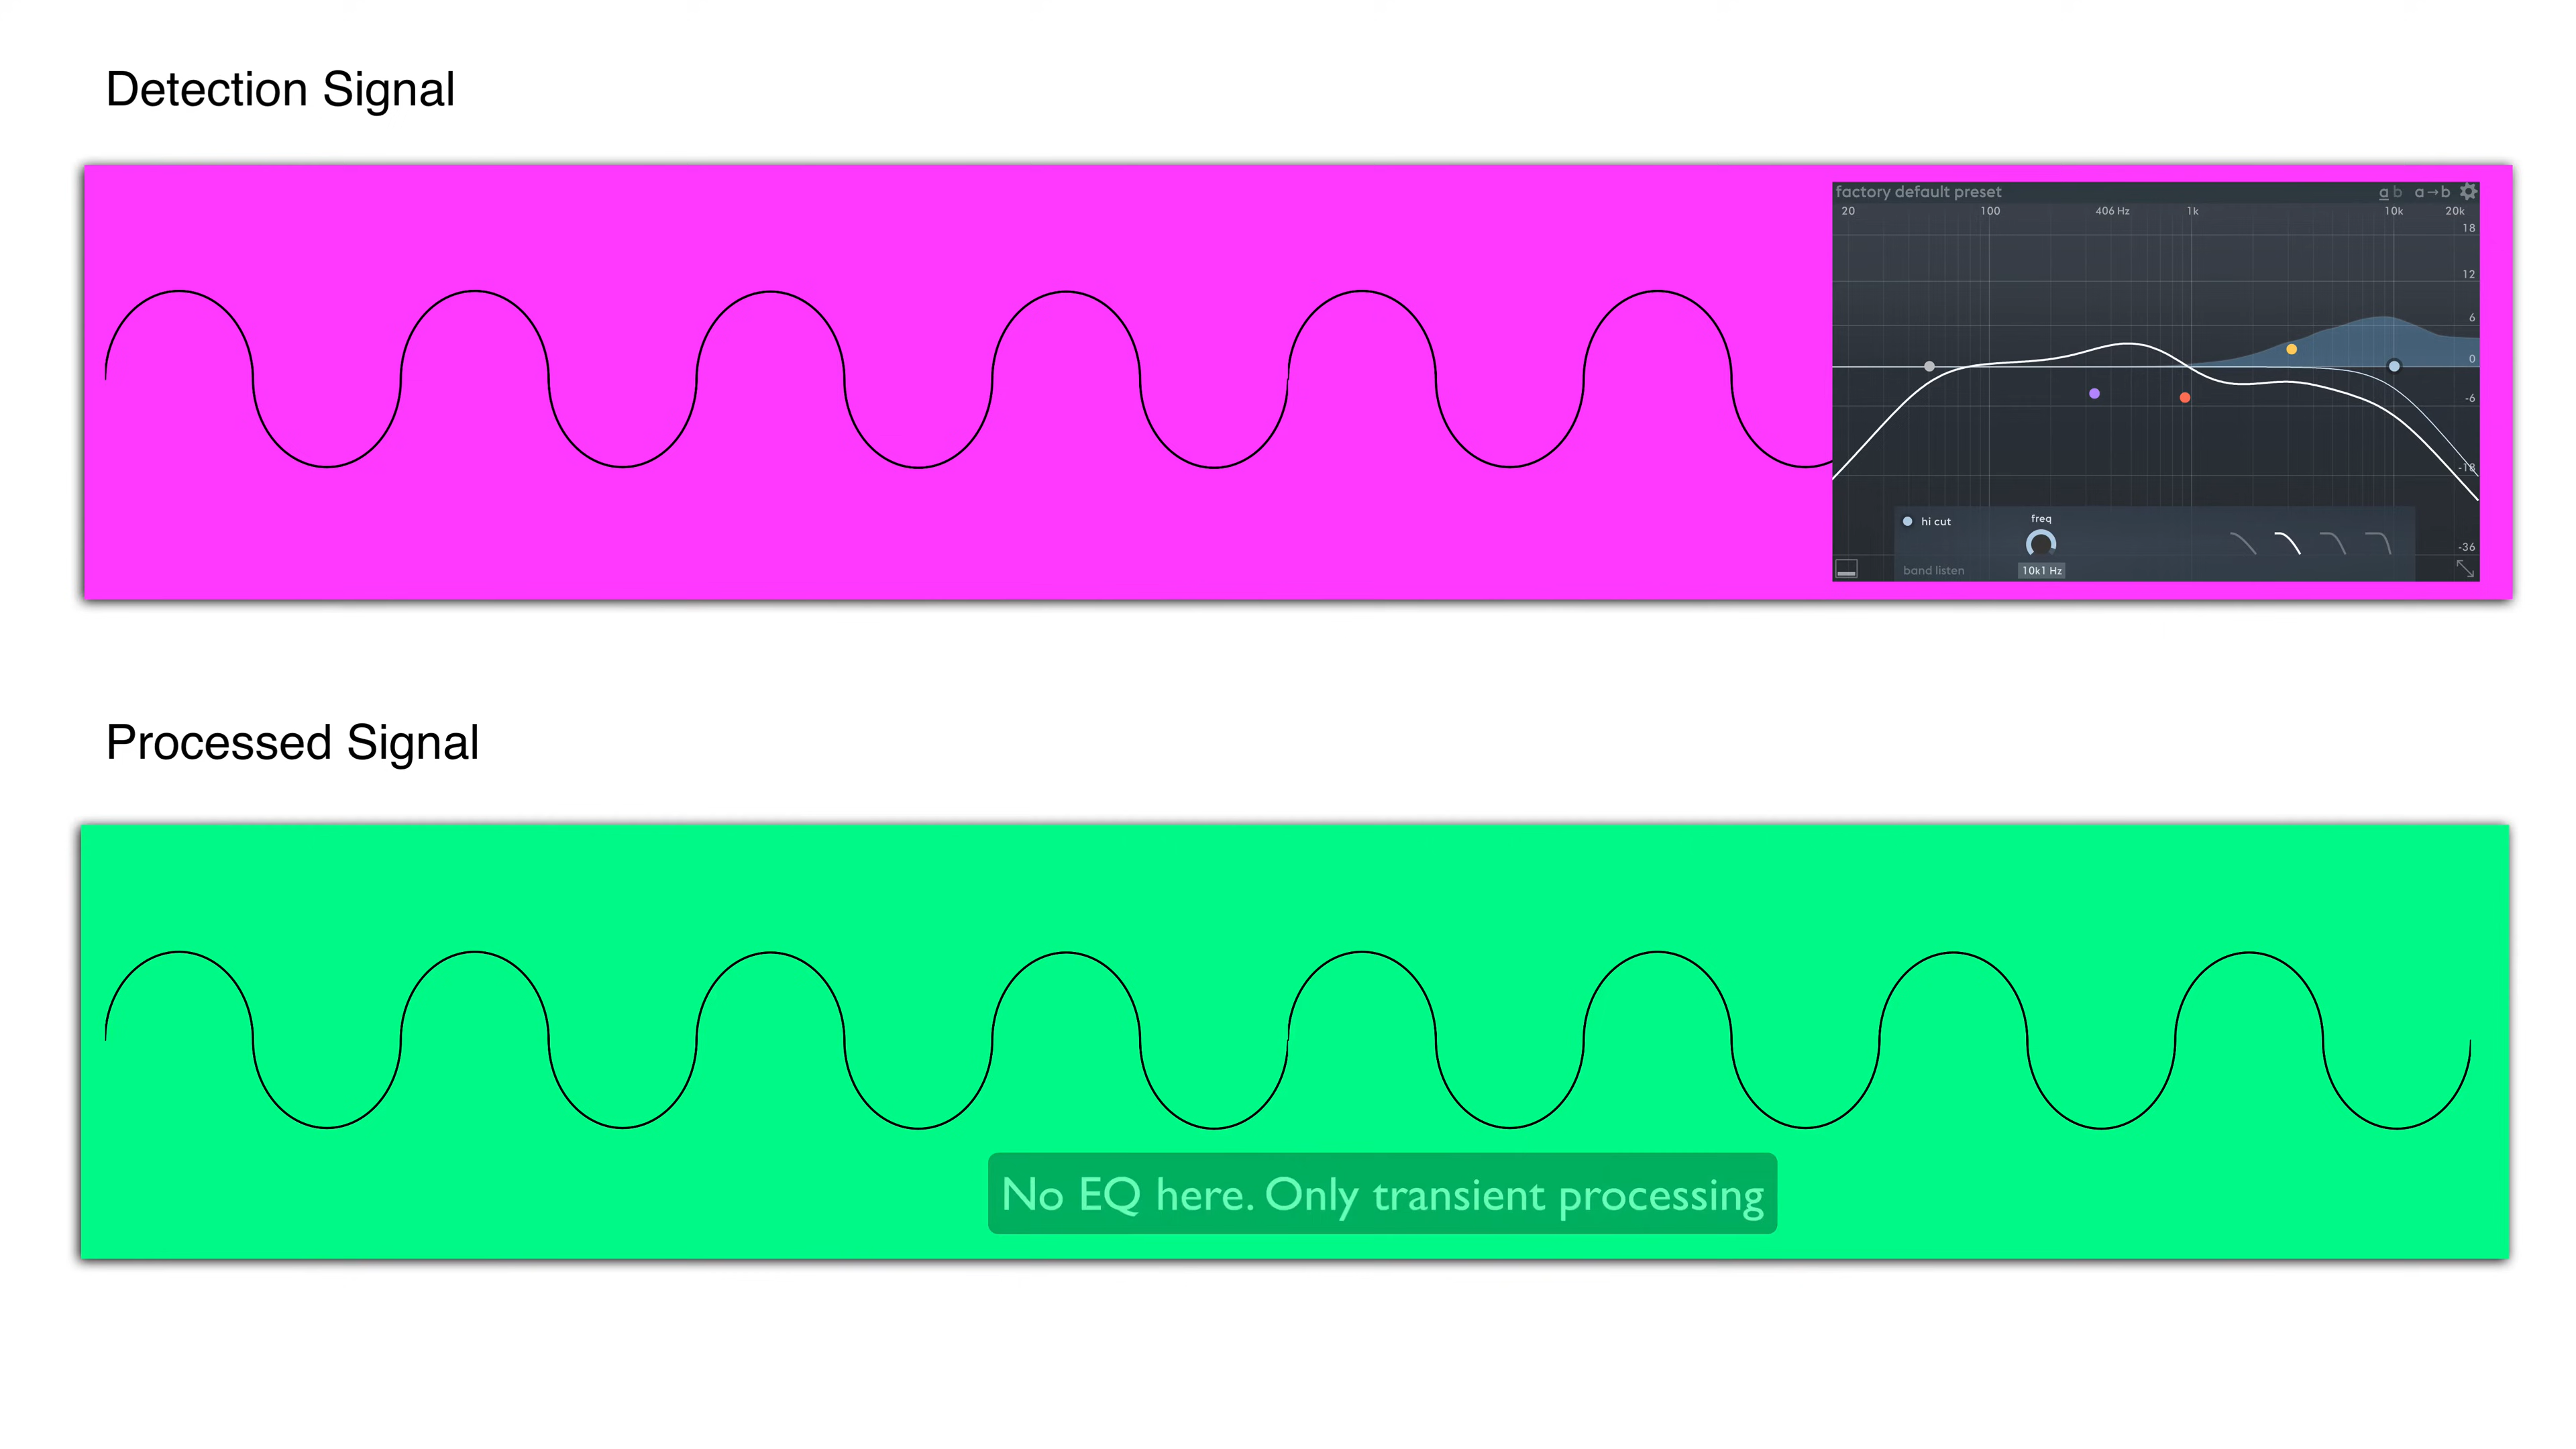 Detection Signal
factory default preset a b a→b
20 100 406 Hz 1k 10k 20k
18
12
6
0
-6
-18
hi cut freq
-36
band listen 10k1 Hz
Processed Signal
No EQ here. Only transient processing